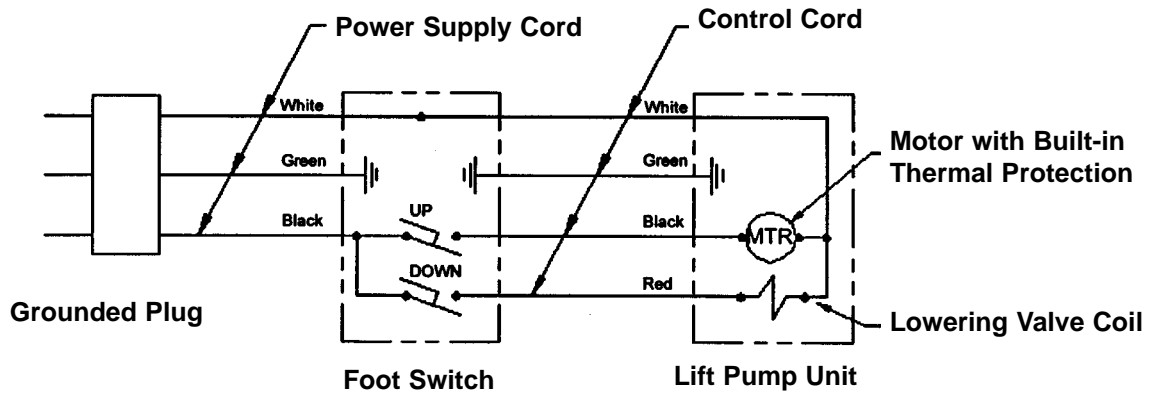 Power Supply Cord
Control Cord
White
White
Motor with Built-in
Thermal Protection
Green
Green
UP
Black
Black
MTR
DOWN
Red
Grounded Plug
Lowering Valve Coil
Foot Switch
Lift Pump Unit